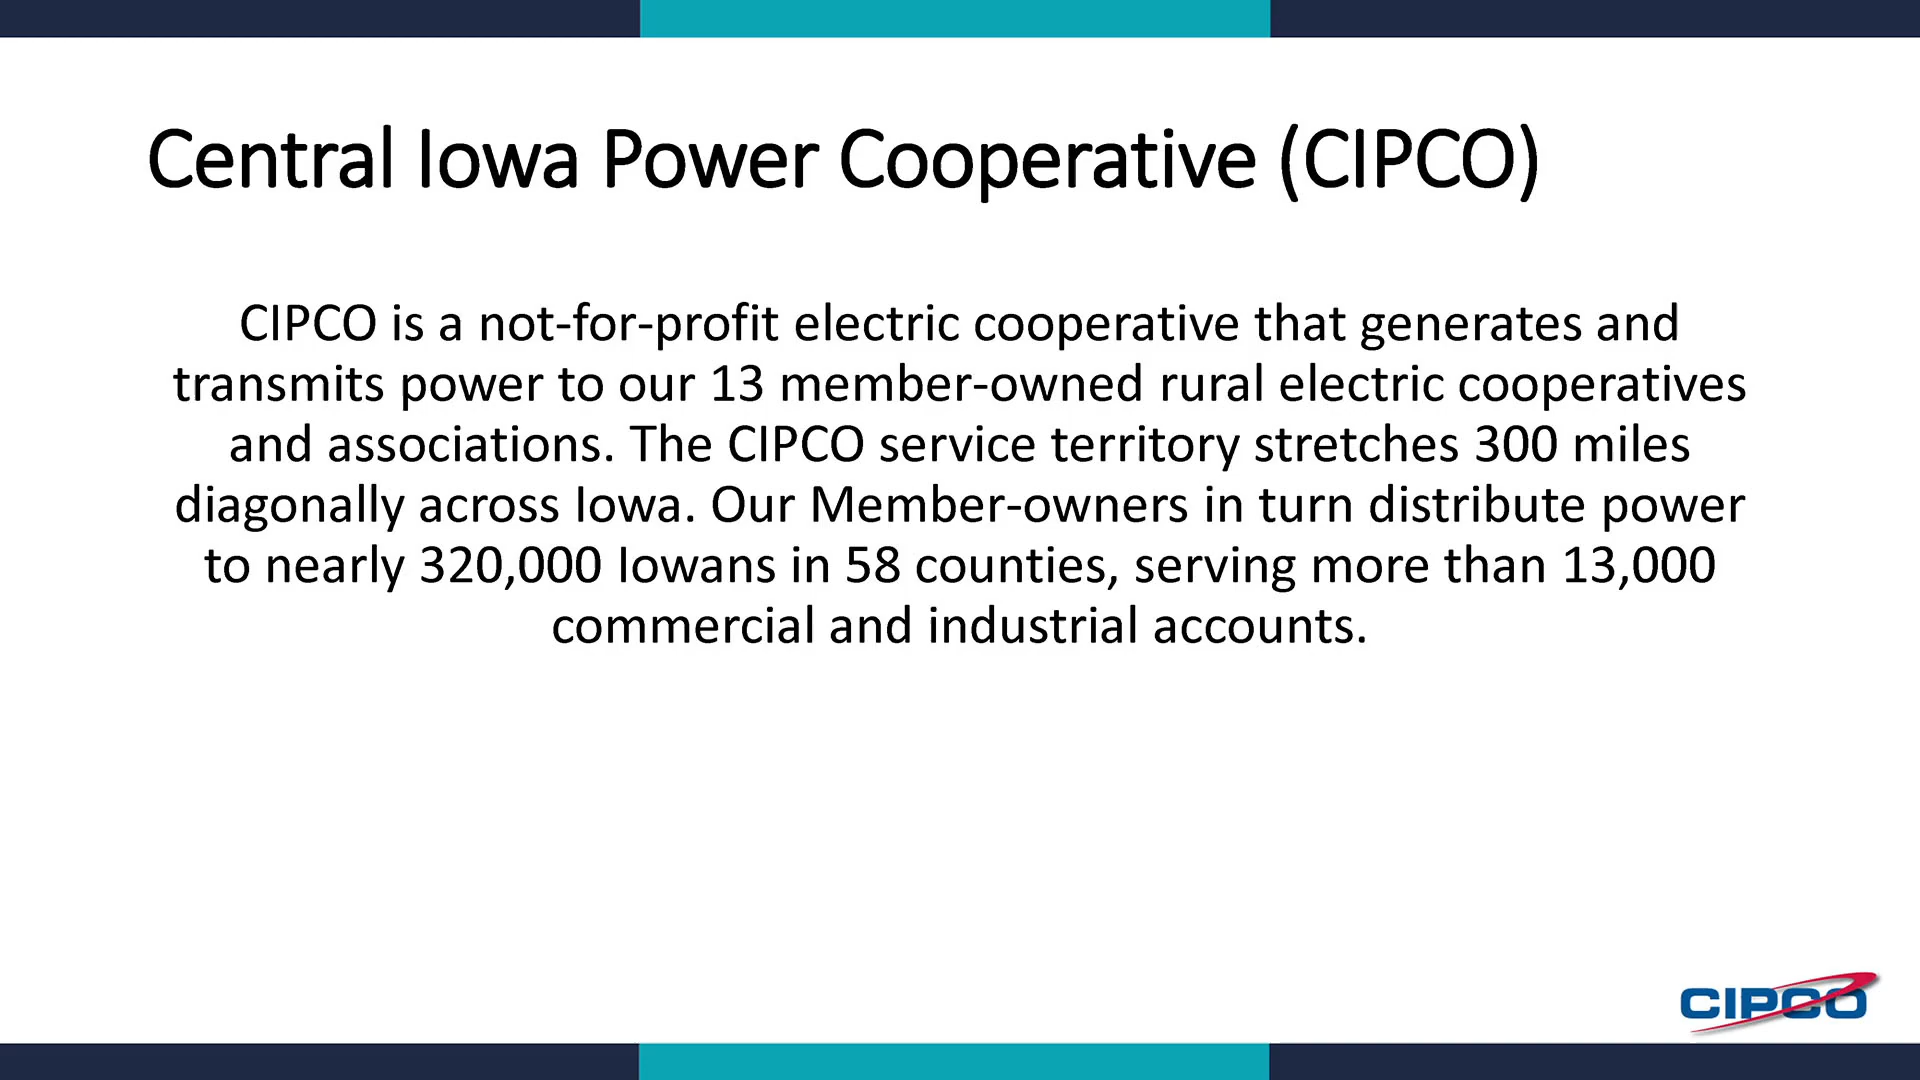 Central Iowa Power Cooperative (CIPCO)
CIPCO is a not-for-profit electric cooperative that generates and
transmits power to our 13 member-owned rural electric cooperatives
and associations. The CIPCO service territory stretches 300 miles
diagonally across Iowa. Our Member-owners in turn distribute power
to nearly 320,000 Iowans in 58 counties, serving more than 13,000
commercial and industrial accounts.
CIPCO